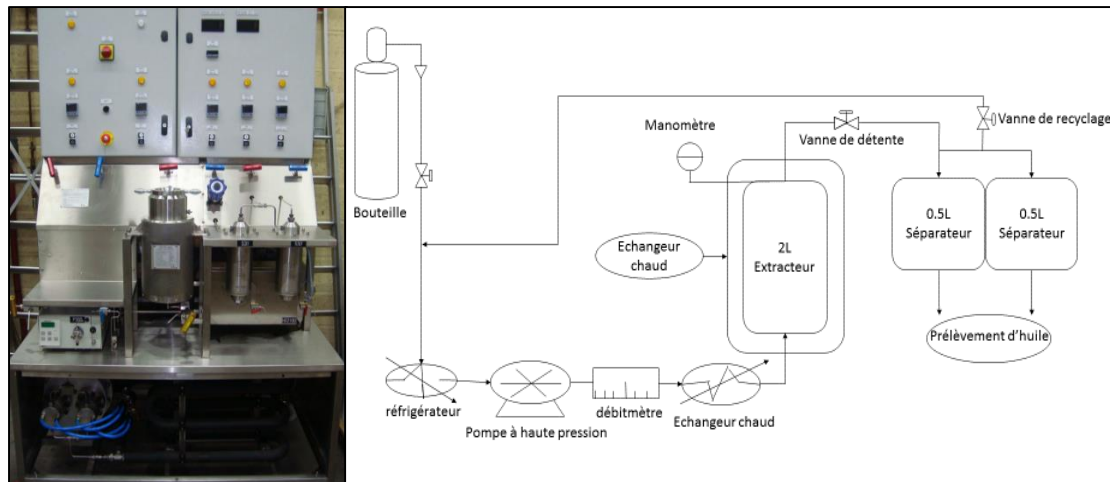 Bouteille
Manomètre
Vanne de détente
Vanne de recyclage
Echangeur
chaud
2L
Extracteur
0.5L
Séparateur
0.5L
Séparateur
Prélèvement d'huile
réfrigérateur
Pompe à haute pression
débitmètre
Echangeur chaud